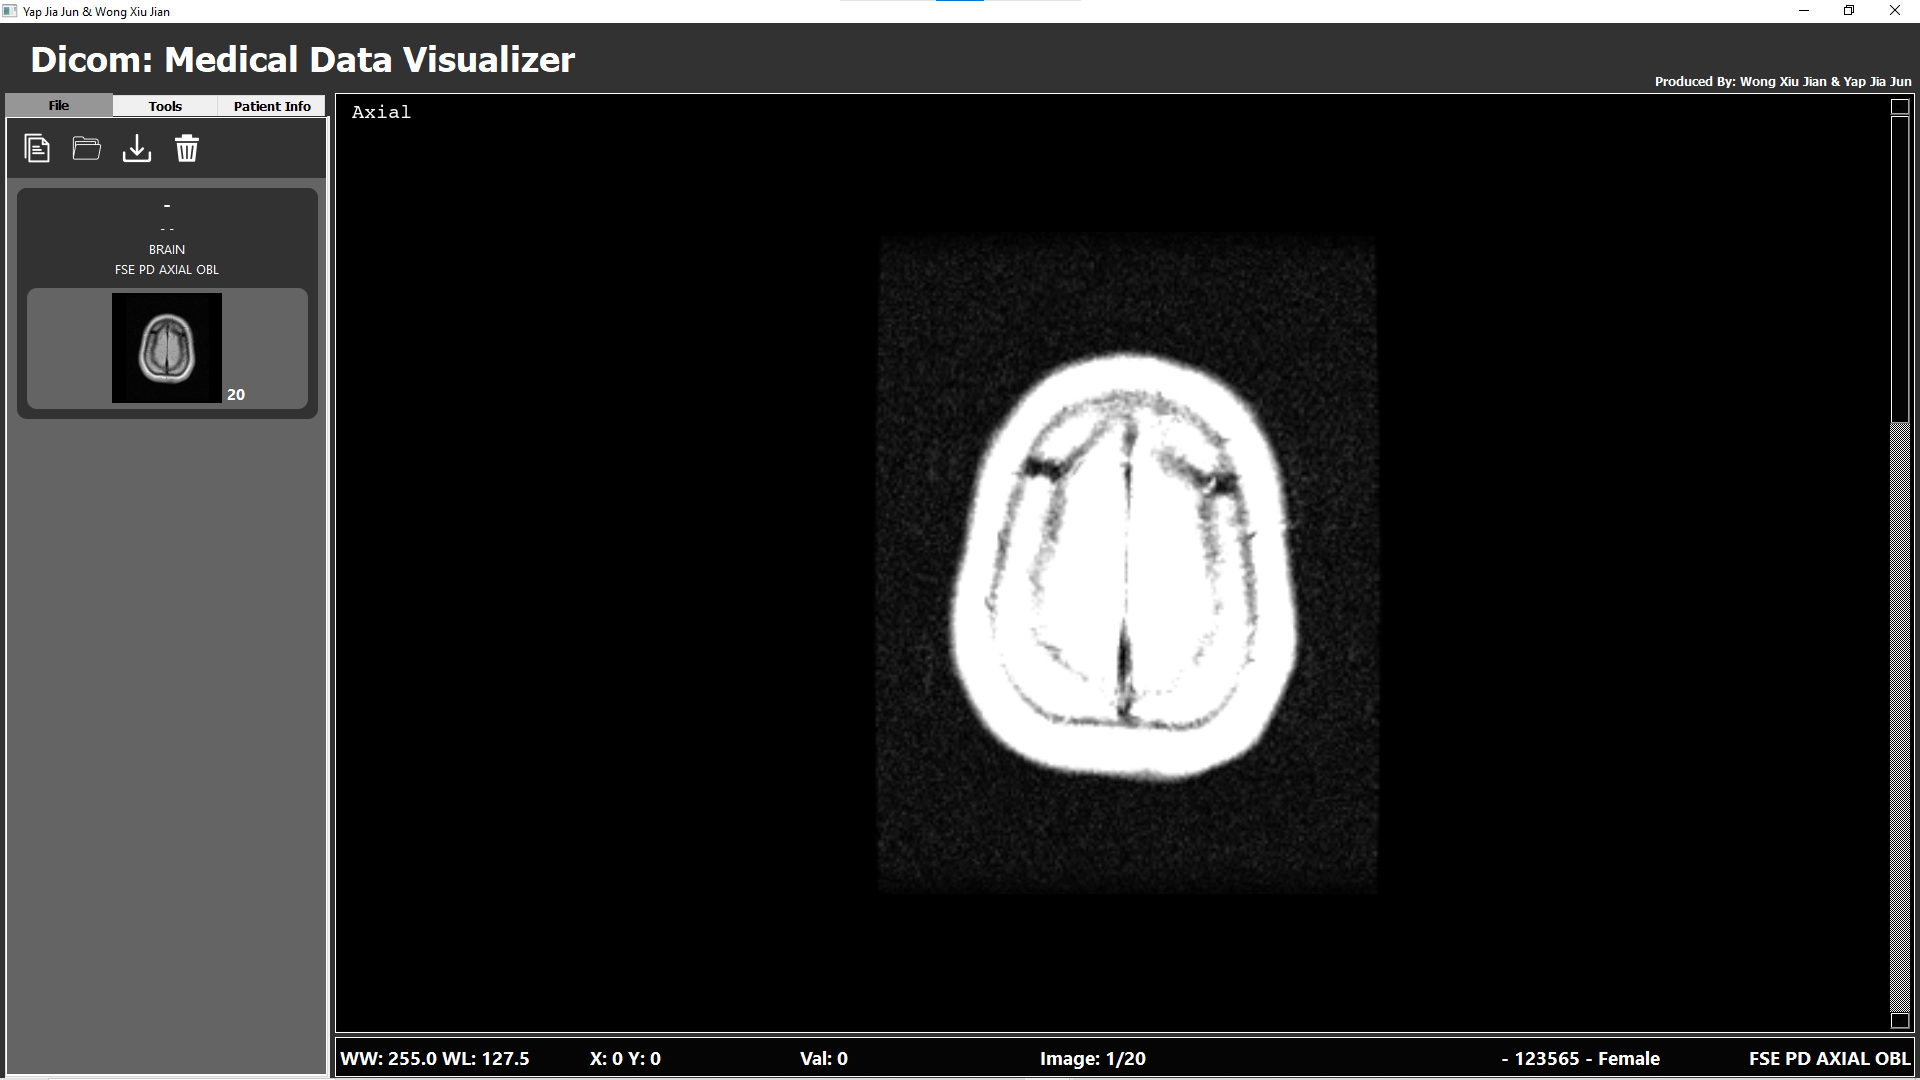 Yap Jia Jun & Wong Xiu Jian
Dicom: Medical Data Visualizer
Produced By: Wong Xiu Jian & Yap Jia Jun
File Tools Patient Info
Axial
-
- -
BRAIN
FSE PD AXIAL OBL
20
WW: 255.0 WL: 127.5 X: 0 Y: 0 Val: 0 Image: 1/20 - 123565 - Female FSE PD AXIAL OBL